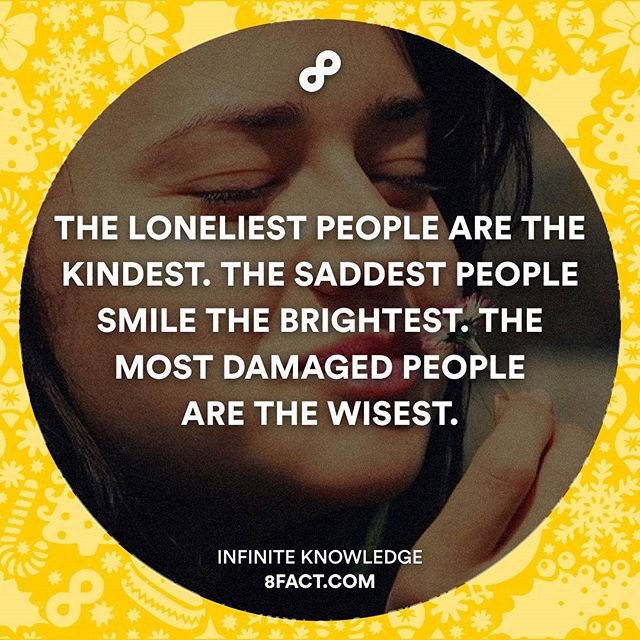 THE LONELIEST PEOPLE ARE THE
KINDEST. THE SADDEST PEOPLE
SMILE THE BRIGHTEST. THE
MOST DAMAGED PEOPLE
ARE THE WISEST.
INFINITE KNOWLEDGE
8FACT.COM